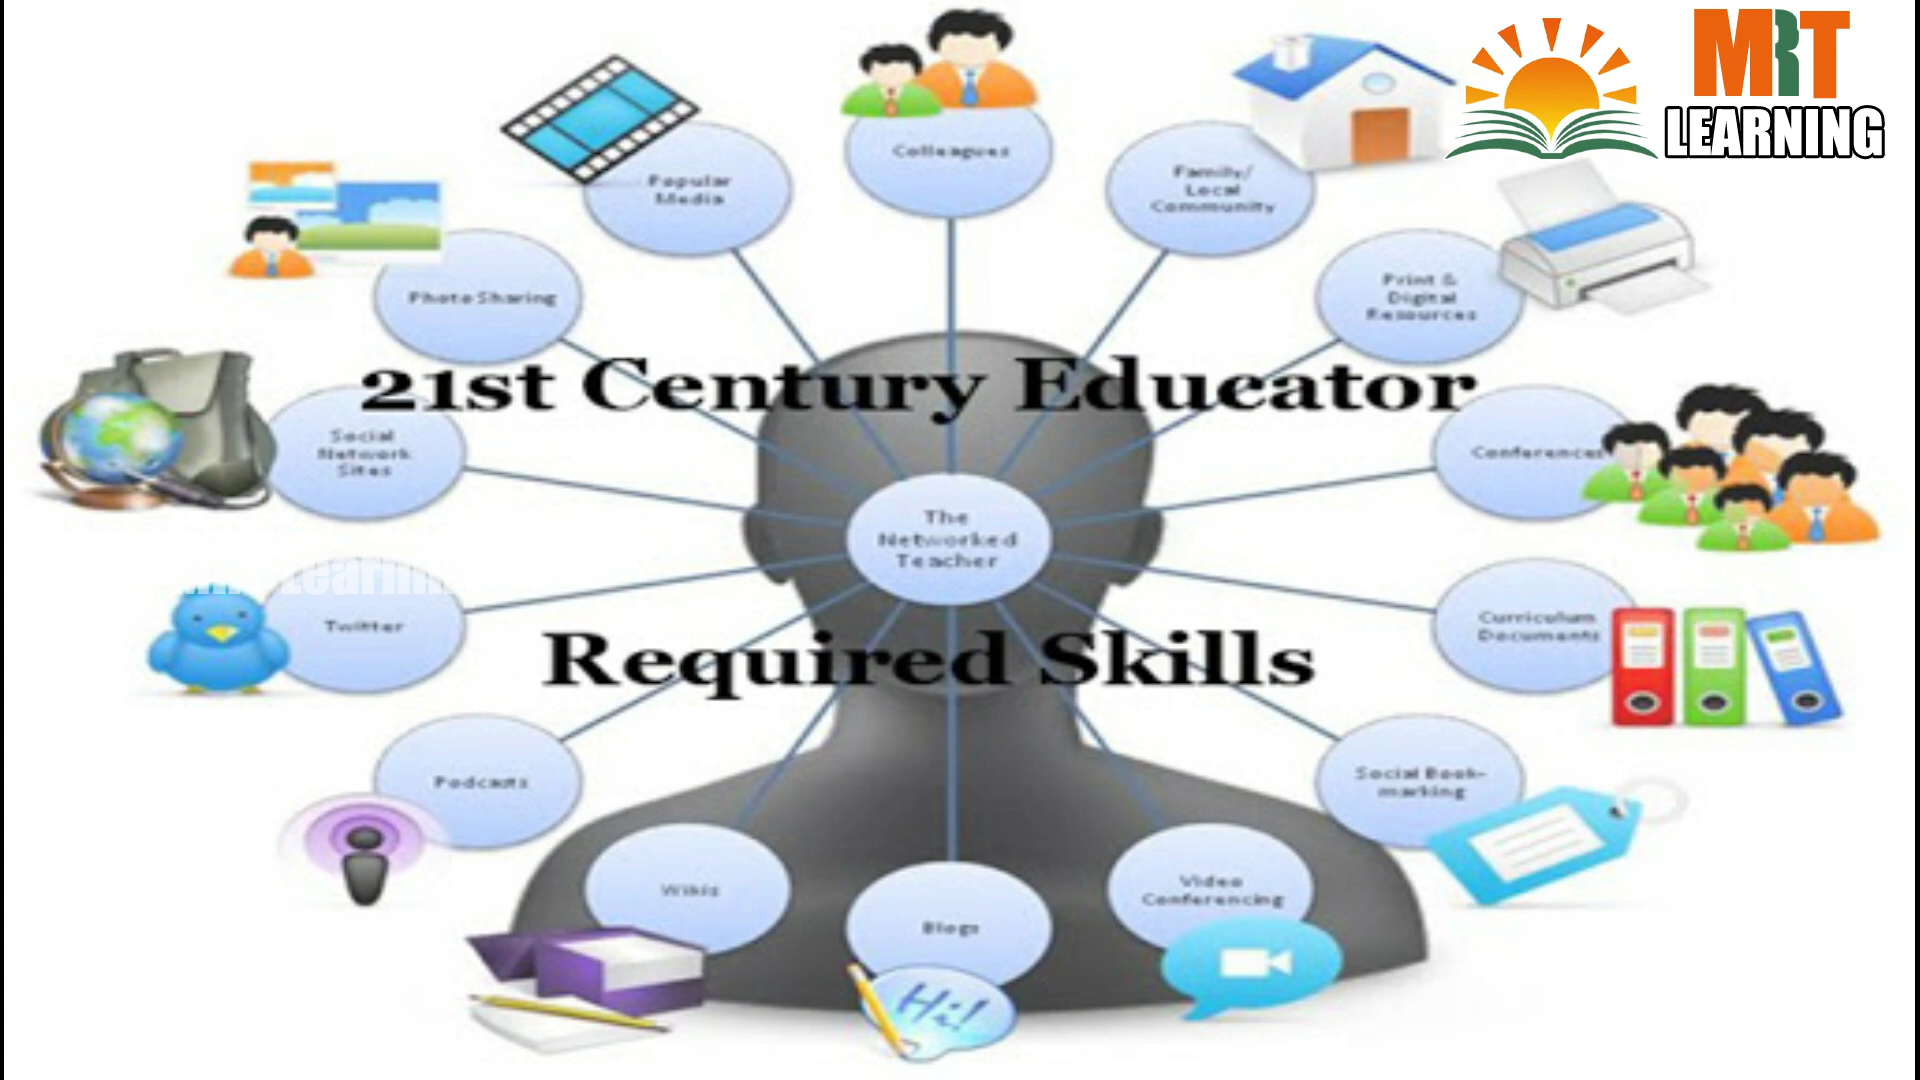 MRT
LEARNING
Colleagues
Popular
Media
Family/
Local
Community
Photo Sharing
Print &
Digital
Resources
21st Century Educator
Social
Network
Sites
Conferences
The
Networked
Teacher
Twitter
Curriculum
Documents
Required Skills
Podcasts
Social Book-
marking
Wikis
Blogs
Video
Conferencing
Hi!